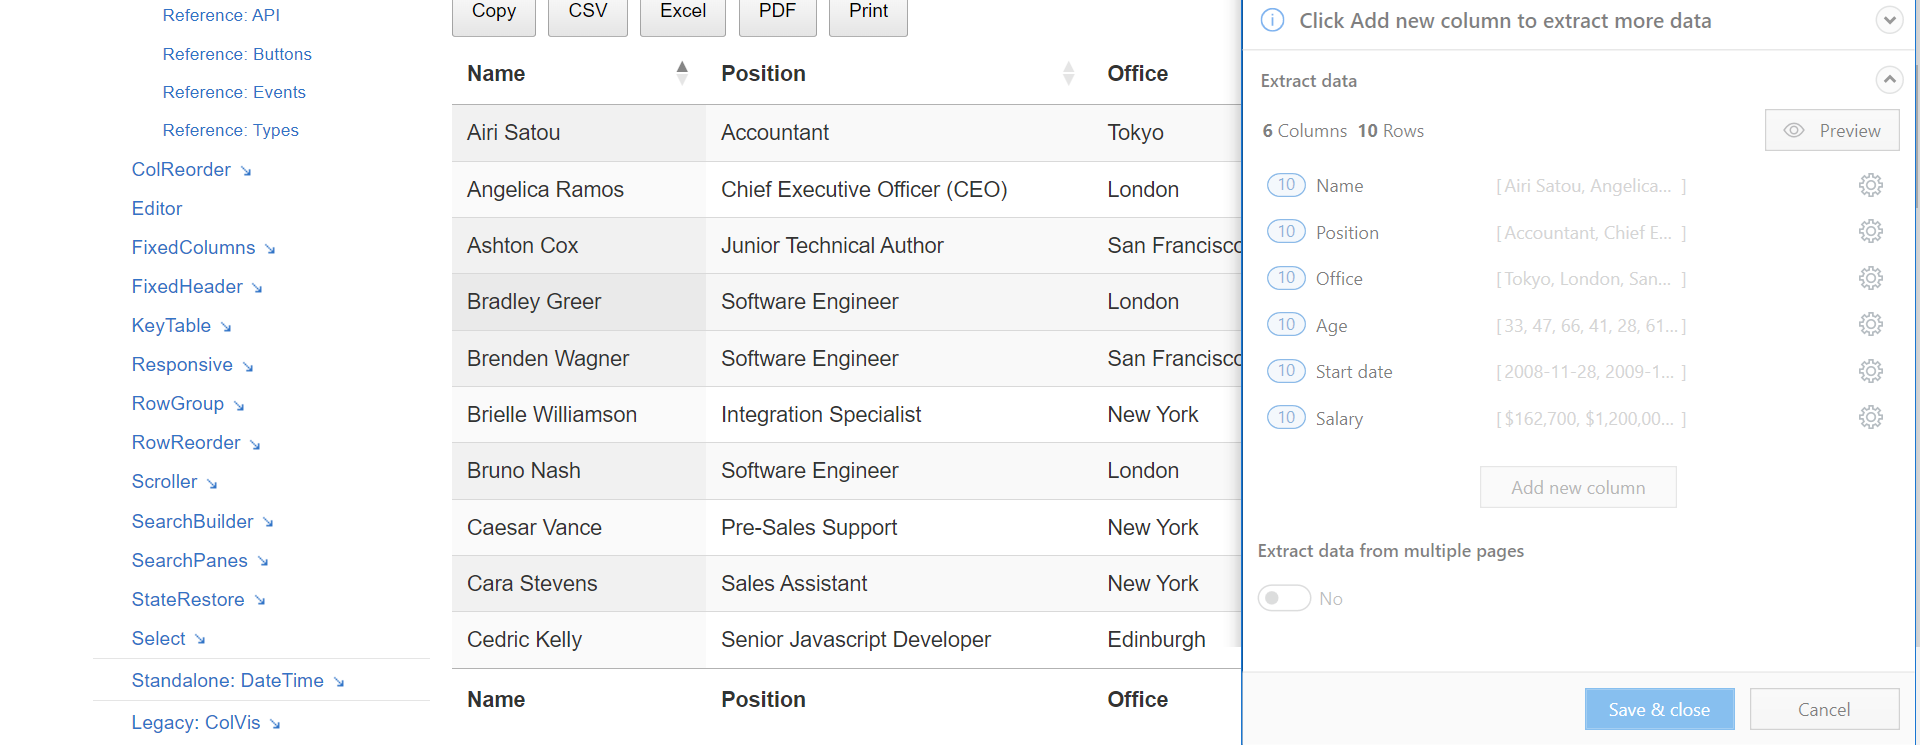 Reference: API
Reference: Buttons
Reference: Events
Reference: Types
ColReorder
Editor
FixedColumns
FixedHeader
KeyTable
Responsive
RowGroup
RowReorder
Scroller
SearchBuilder
SearchPanes
StateRestore
Select
Standalone: DateTime
Legacy: ColVis
Copy CSV Excel PDF Print
Name Position Office
Airi Satou Accountant Tokyo
Angelica Ramos Chief Executive Officer (CEO) London
Ashton Cox Junior Technical Author San Francisco
Bradley Greer Software Engineer London
Brenden Wagner Software Engineer San Francisco
Brielle Williamson Integration Specialist New York
Bruno Nash Software Engineer London
Caesar Vance Pre-Sales Support New York
Cara Stevens Sales Assistant New York
Cedric Kelly Senior Javascript Developer Edinburgh
Name Position Office
Click Add new column to extract more data
Extract data
6 Columns 10 Rows Preview
10 Name [ Airi Satou, Angelica... ]
10 Position [ Accountant, Chief E... ]
10 Office [ Tokyo, London, San... ]
10 Age [ 33, 47, 66, 41, 28, 61... ]
10 Start date [ 2008-11-28, 2009-1... ]
10 Salary [ $162,700, $1,200,00... ]
Add new column
Extract data from multiple pages
No
Save & close Cancel